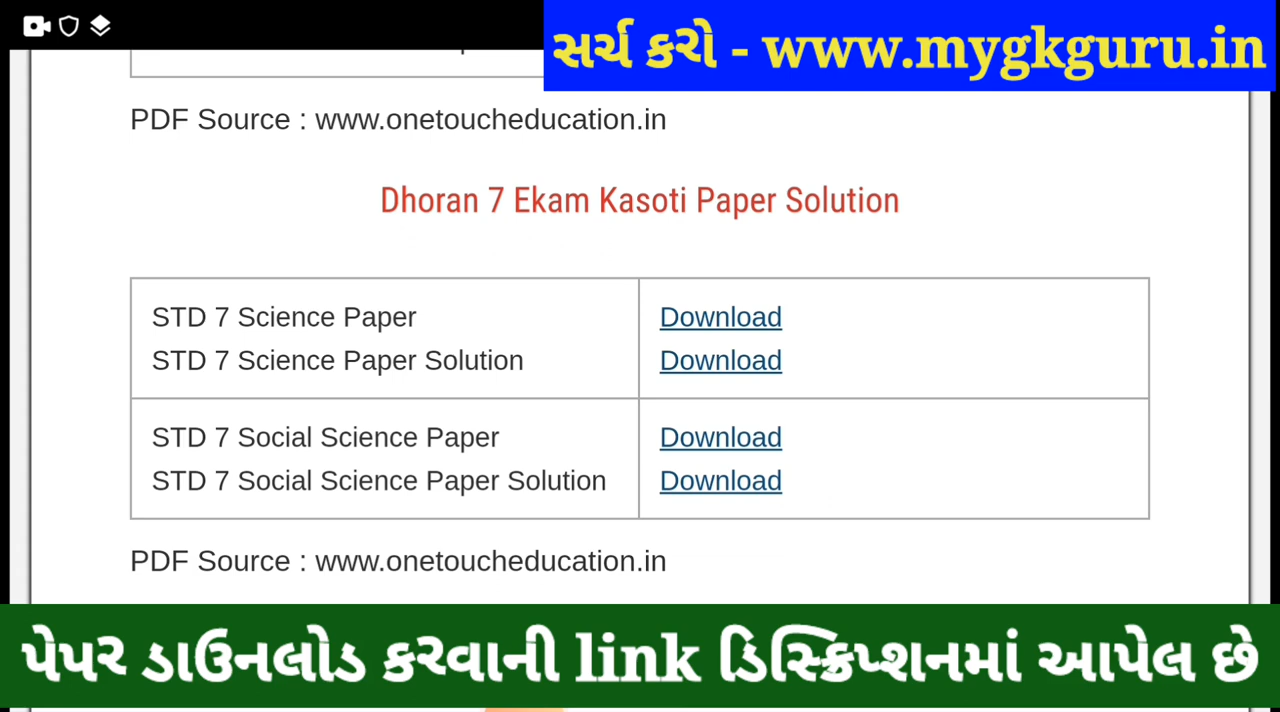 સર્ચ કરો - www.mygkguru.in
PDF Source : www.onetoucheducation.in
Dhoran 7 Ekam Kasoti Paper Solution
STD 7 Science Paper Download
STD 7 Science Paper Solution Download
STD 7 Social Science Paper Download
STD 7 Social Science Paper Solution Download
PDF Source : www.onetoucheducation.in
પેપર ડાઉનલોડ કરવાની link ડિસ્ક્રિપ્શનમાં આપેલ છે